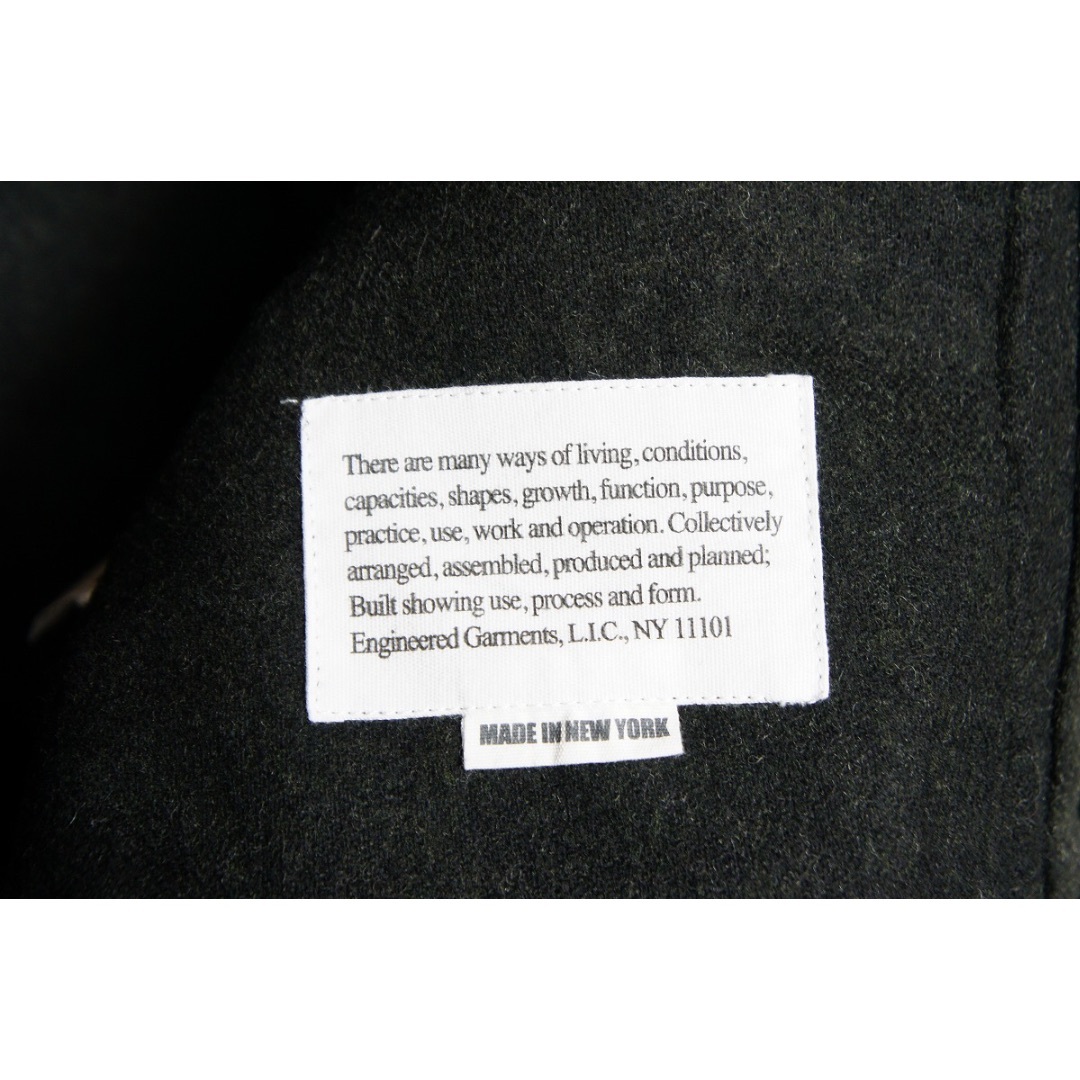 There are many ways of living, conditions,
capacities, shapes, growth, function, purpose,
practice, use, work and operation. Collectively
arranged, assembled, produced and planned;
Built showing use, process and form.
Engineered Garments, L.I.C., NY 11101
MADE IN NEW YORK